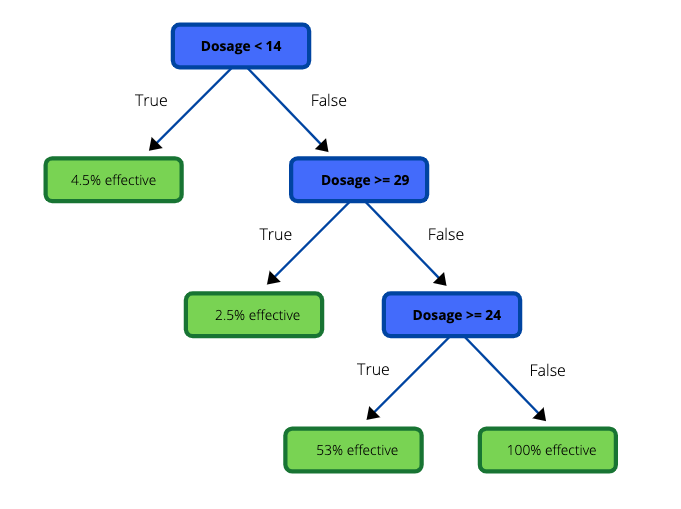 Dosage < 14
True
False
4.5% effective
Dosage >= 29
True
False
2.5% effective
Dosage >= 24
True
False
53% effective
100% effective